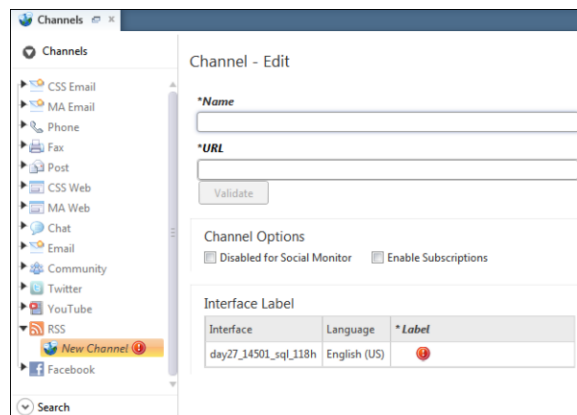 Channels
Channels
CSS Email
MA Email
Phone
Fax
Post
CSS Web
MA Web
Chat
Email
Community
Twitter
YouTube
RSS
New Channel
Facebook
Search
Channel - Edit
*Name
*URL
Validate
Channel Options
Disabled for Social Monitor Enable Subscriptions
Interface Label
Interface Language * Label
day27_14501_sql_118h English (US)